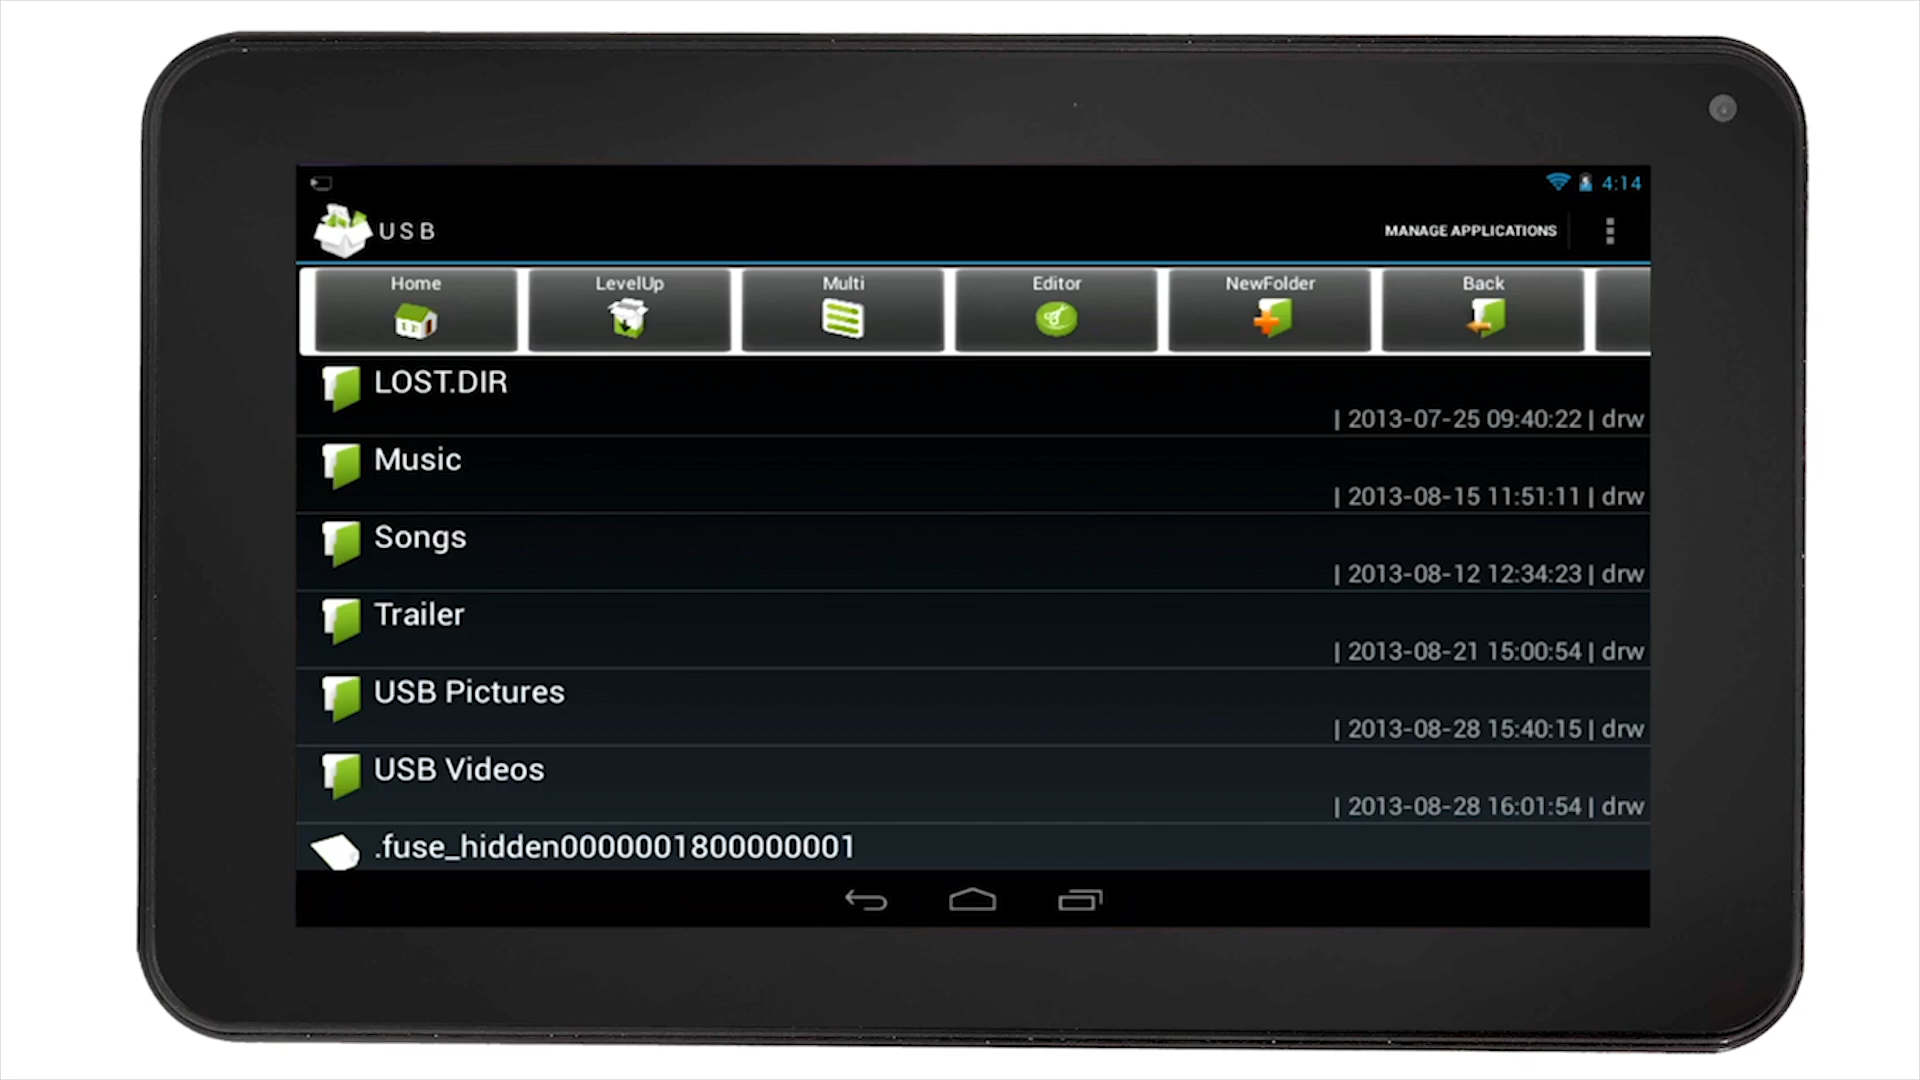 4:14
USB
MANAGE APPLICATIONS
Home
LevelUp
Multi
Editor
NewFolder
Back
LOST.DIR
| 2013-07-25 09:40:22 | drw
Music
| 2013-08-15 11:51:11 | drw
Songs
| 2013-08-12 12:34:23 | drw
Trailer
| 2013-08-21 15:00:54 | drw
USB Pictures
| 2013-08-28 15:40:15 | drw
USB Videos
| 2013-08-28 16:01:54 | drw
.fuse_hidden0000001800000001